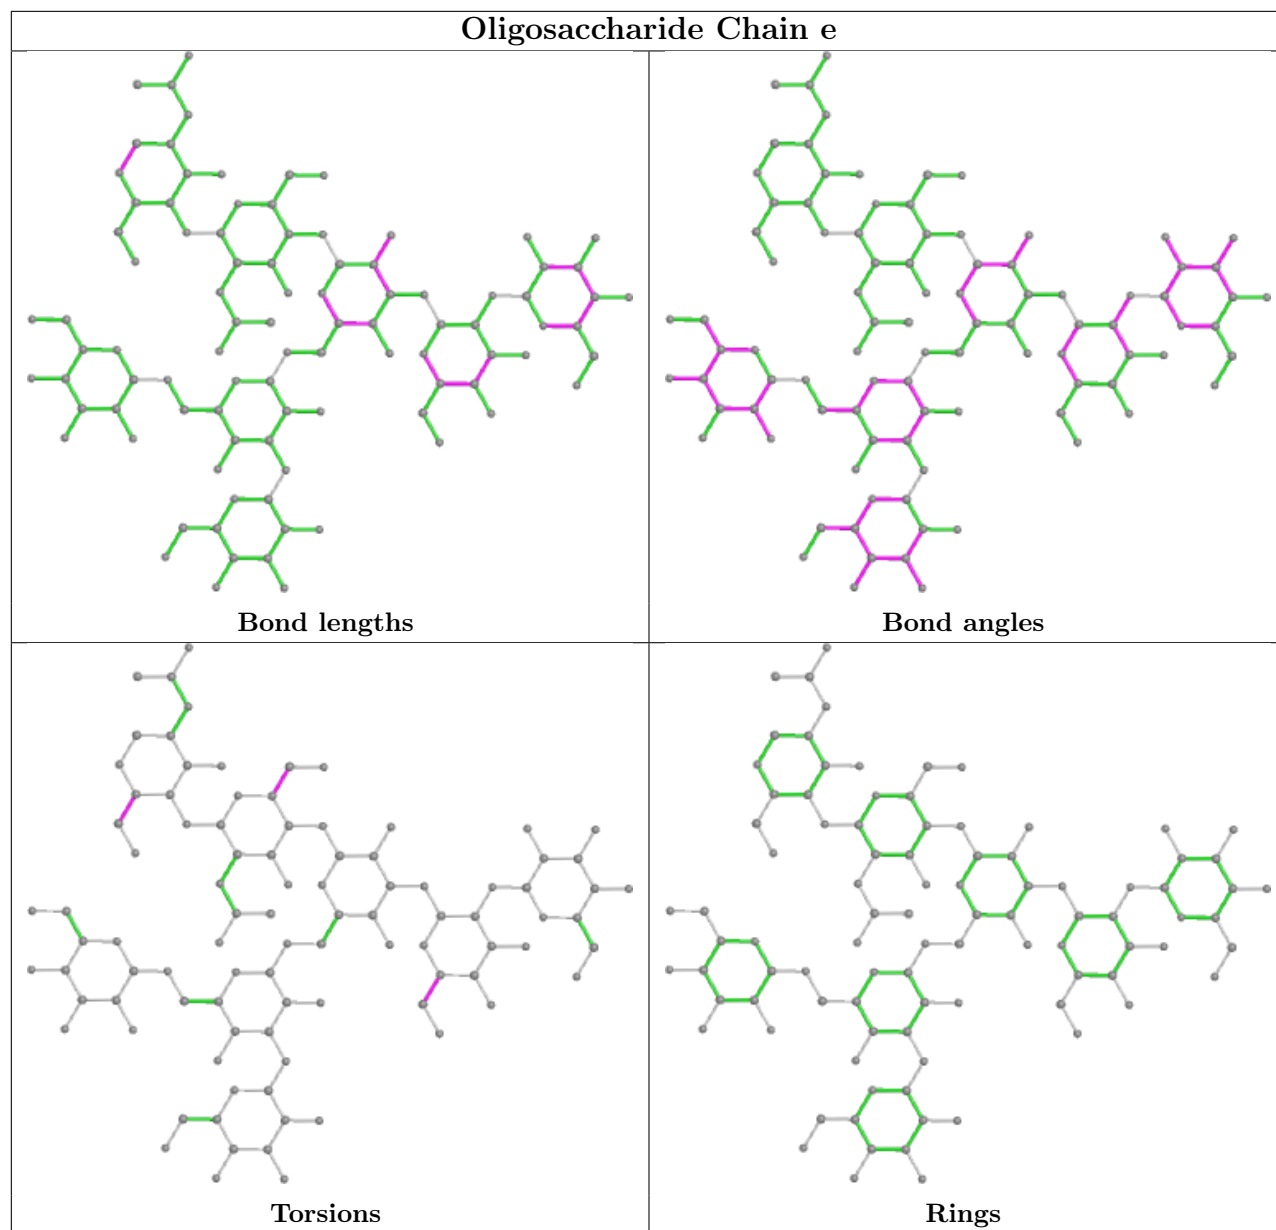 Oligosaccharide Chain e
Bond lengths
Bond angles
Torsions
Rings